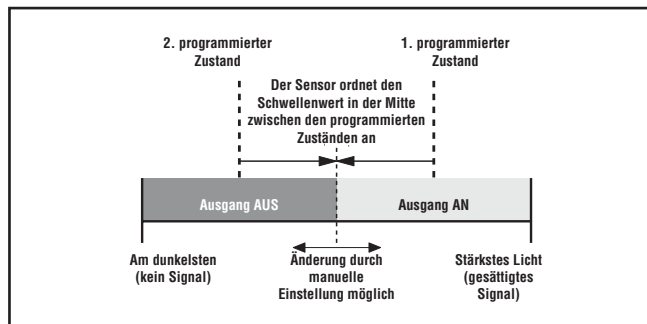 2. programmierter
Zustand
1. programmierter
Zustand
Der Sensor ordnet den
Schwellenwert in der Mitte
zwischen den programmierten
Zuständen an
Ausgang AUS
Ausgang AN
Am dunkelsten
(kein Signal)
Änderung durch
manuelle
Einstellung möglich
Stärkstes Licht
(gesättigtes
Signal)